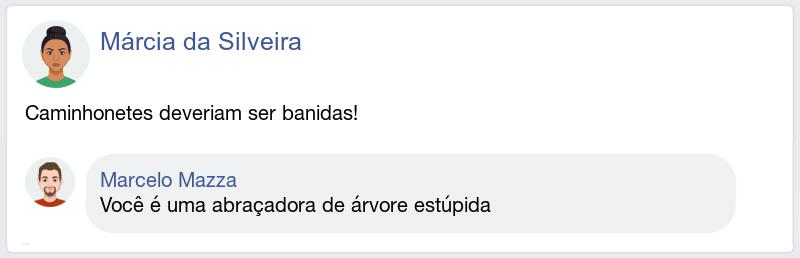 Márcia da Silveira
Caminhonetes deveriam ser banidas!
Marcelo Mazza
Você é uma abraçadora de árvore estúpida